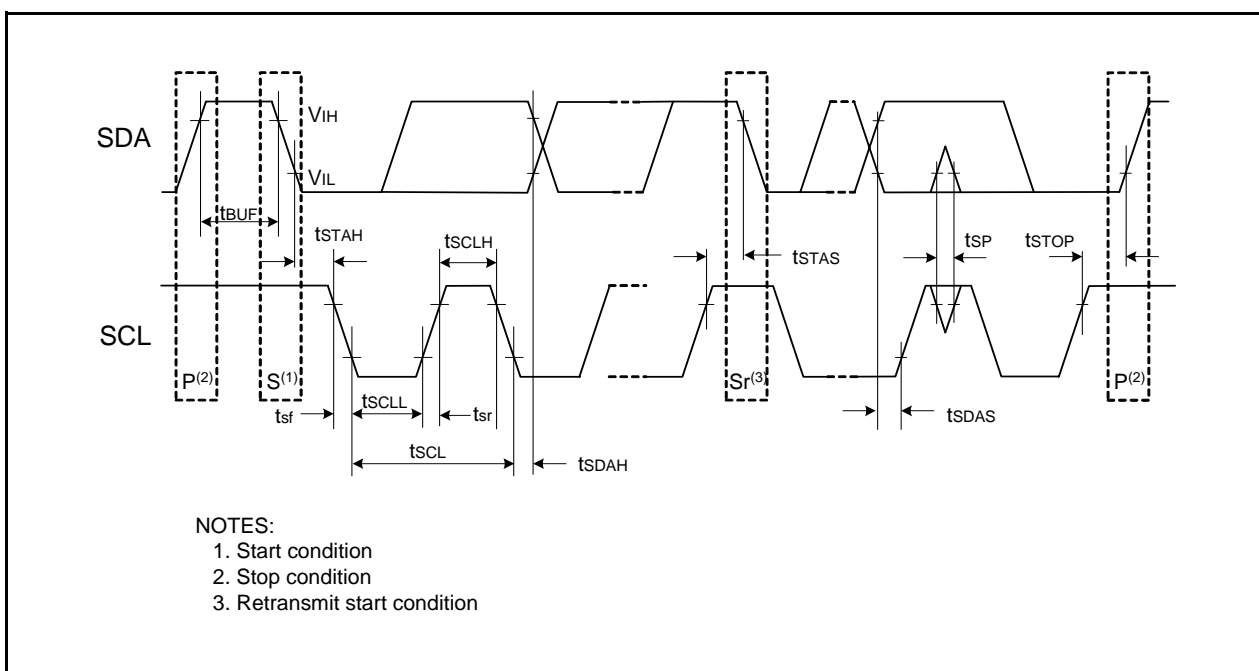 SDA
VIH
VIL
tBUF
tSTAH
tSCLH
tSTAS
tSP
tSTOP
SCL
P(2)
S(1)
Sr(3)
P(2)
tsf
tSCLL
tsr
tSDAS
tSCL
tSDAH
NOTES:
1. Start condition
2. Stop condition
3. Retransmit start condition